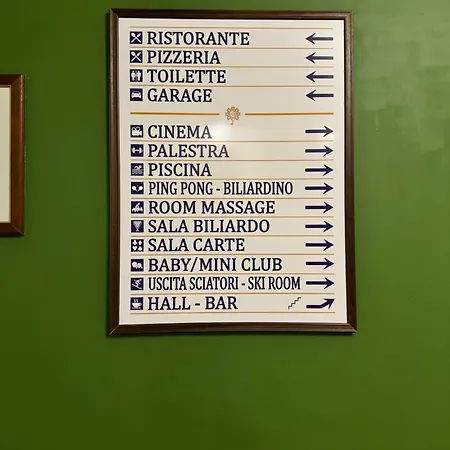 RISTORANTE
PIZZERIA
TOILETTE
GARAGE
CINEMA
PALESTRA
PISCINA
PING PONG - BILIARDINO
ROOM MASSAGE
SALA BILIARDO
SALA CARTE
BABY/MINI CLUB
USCITA SCIATORI - SKI ROOM
HALL - BAR